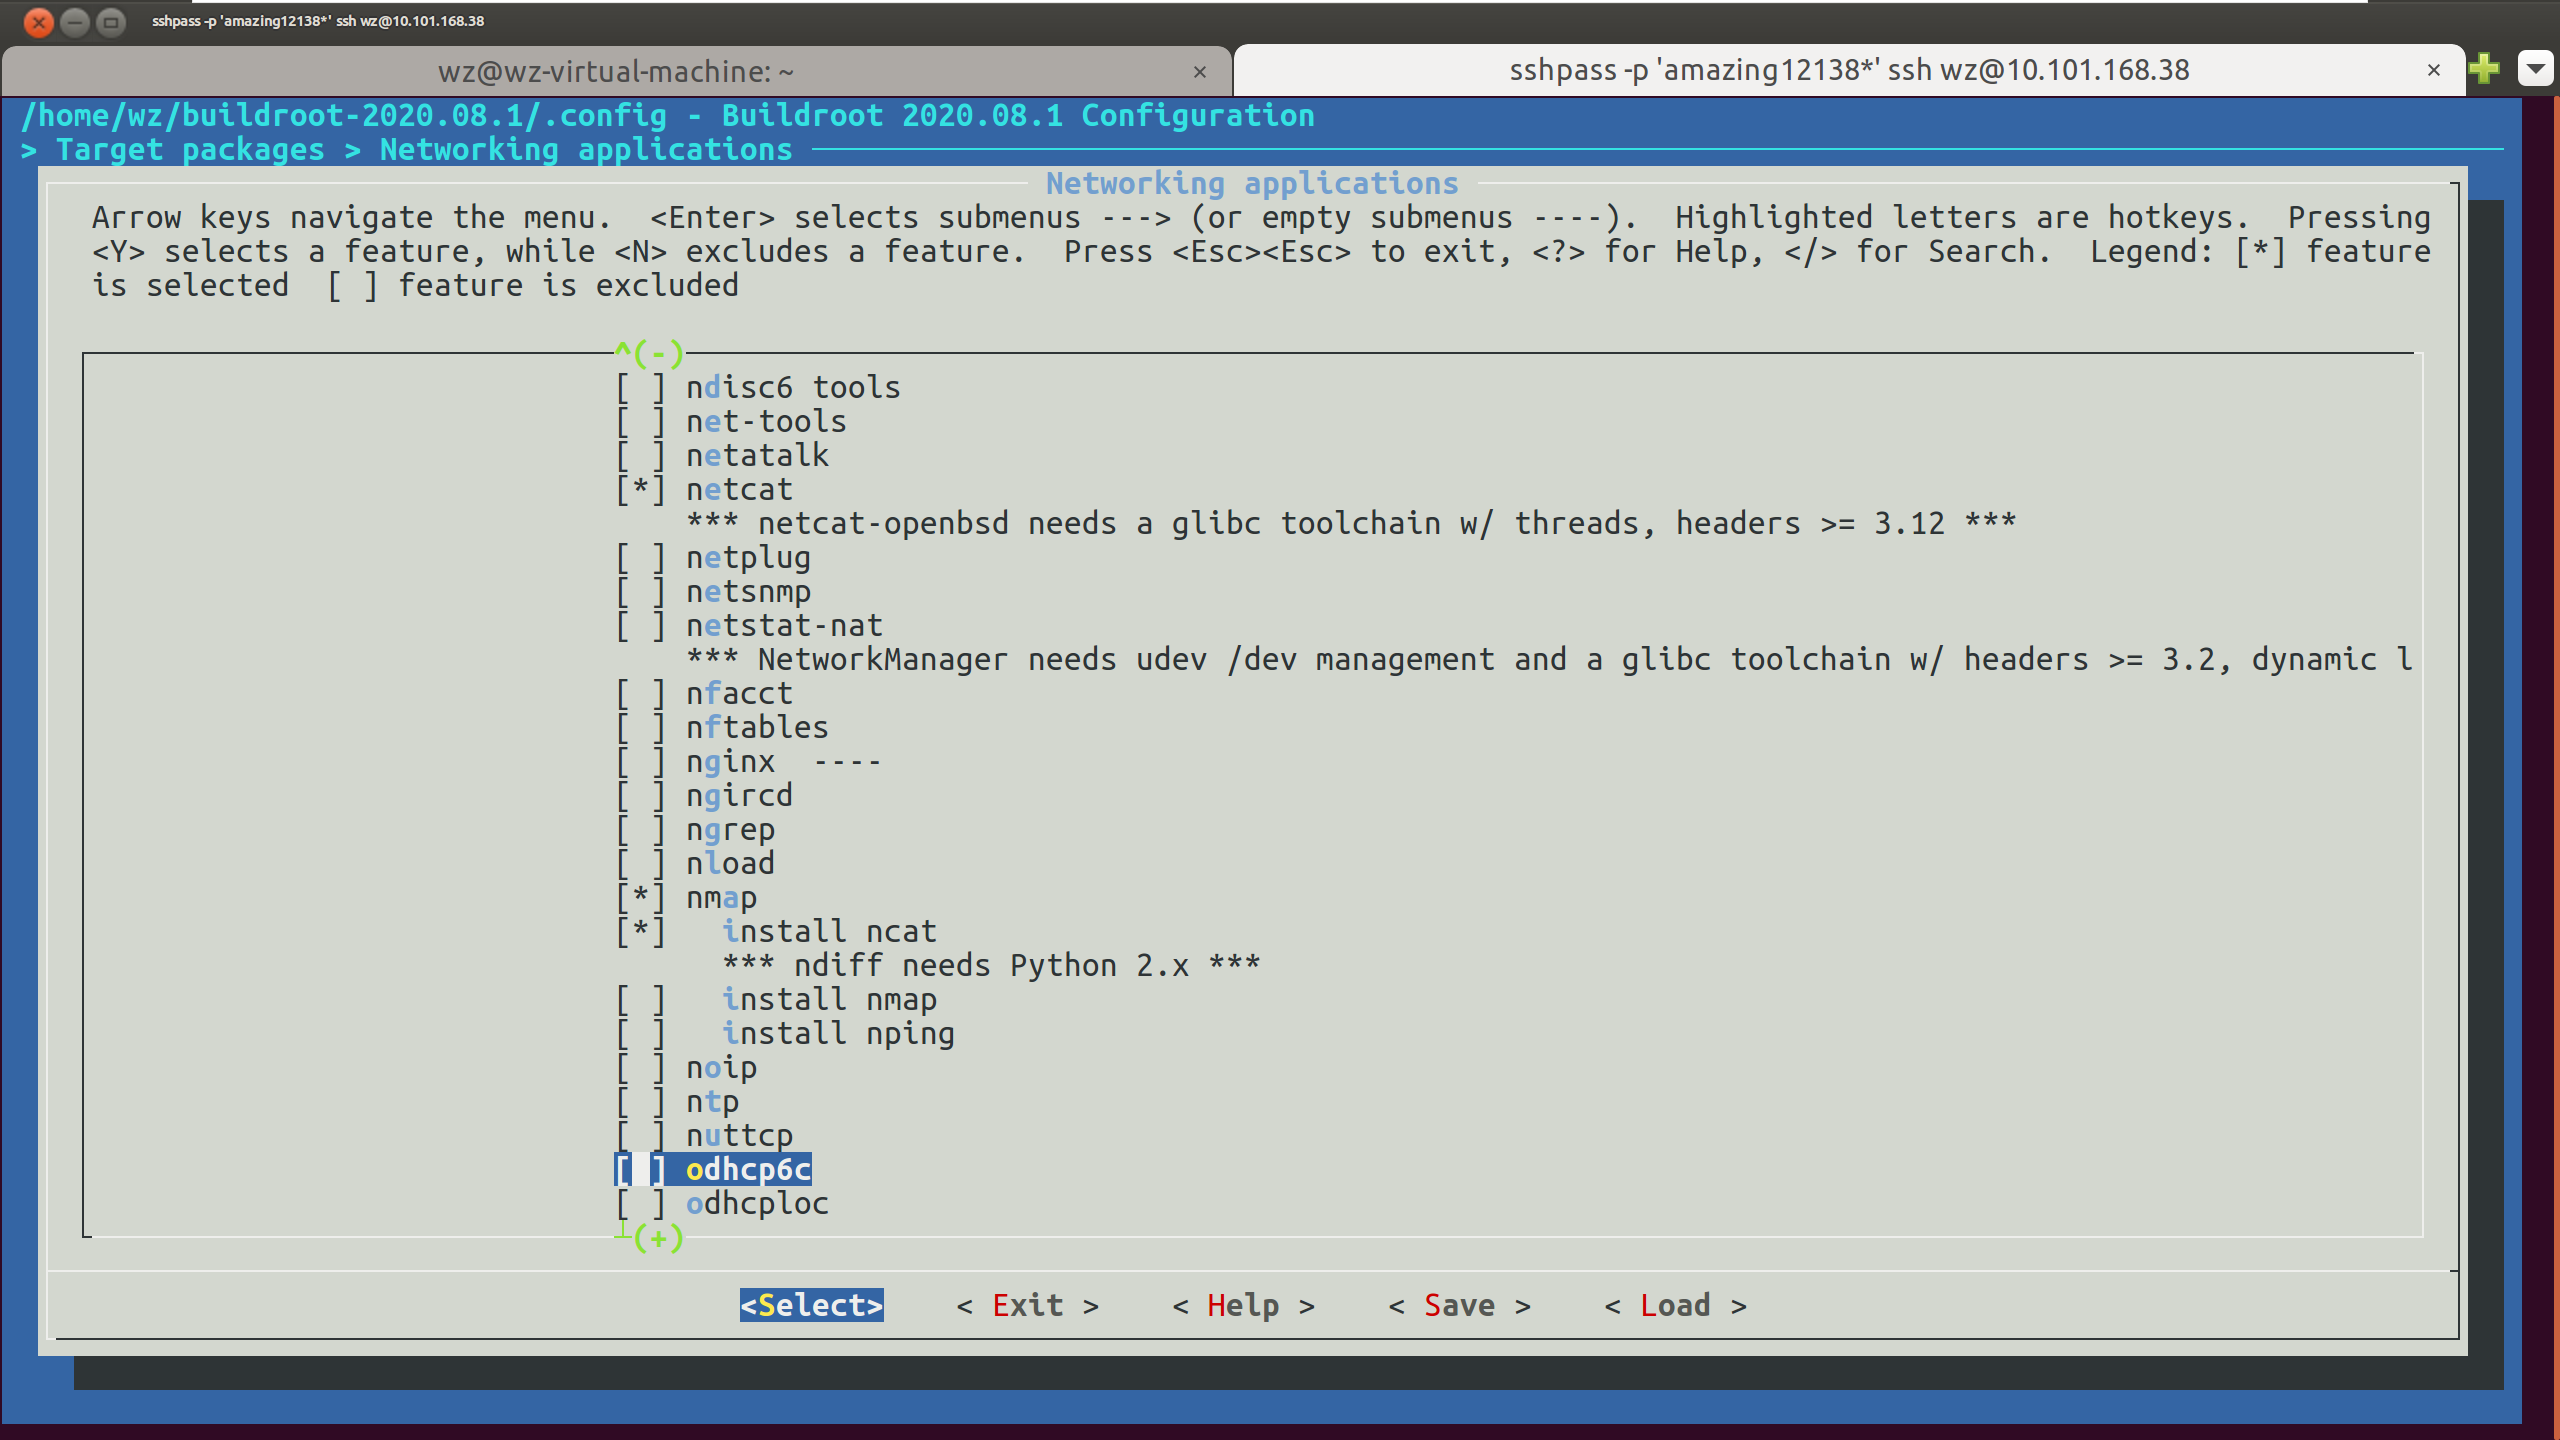 sshpass -p 'amazing12138*' ssh wz@10.101.168.38
wz@wz-virtual-machine: ~ × sshpass -p 'amazing12138*' ssh wz@10.101.168.38 ×
/home/wz/buildroot-2020.08.1/.config - Buildroot 2020.08.1 Configuration
> Target packages > Networking applications
Networking applications
Arrow keys navigate the menu.  <Enter> selects submenus ---> (or empty submenus ----).  Highlighted letters are hotkeys.  Pressing
<Y> selects a feature, while <N> excludes a feature.  Press <Esc><Esc> to exit, <?> for Help, </> for Search.  Legend: [*] feature
is selected  [ ] feature is excluded
^(-)
[ ] ndisc6 tools
[ ] net-tools
[ ] netatalk
[*] netcat
*** netcat-openbsd needs a glibc toolchain w/ threads, headers >= 3.12 ***
[ ] netplug
[ ] netsnmp
[ ] netstat-nat
*** NetworkManager needs udev /dev management and a glibc toolchain w/ headers >= 3.2, dynamic l
[ ] nfacct
[ ] nftables
[ ] nginx  ----
[ ] ngircd
[ ] ngrep
[ ] nload
[*] nmap
[*]   install ncat
*** ndiff needs Python 2.x ***
[ ]   install nmap
[ ]   install nping
[ ] noip
[ ] ntp
[ ] nuttcp
[ ] odhcp6c
[ ] odhcploc
┴(+)
<Select>    < Exit >    < Help >    < Save >    < Load >